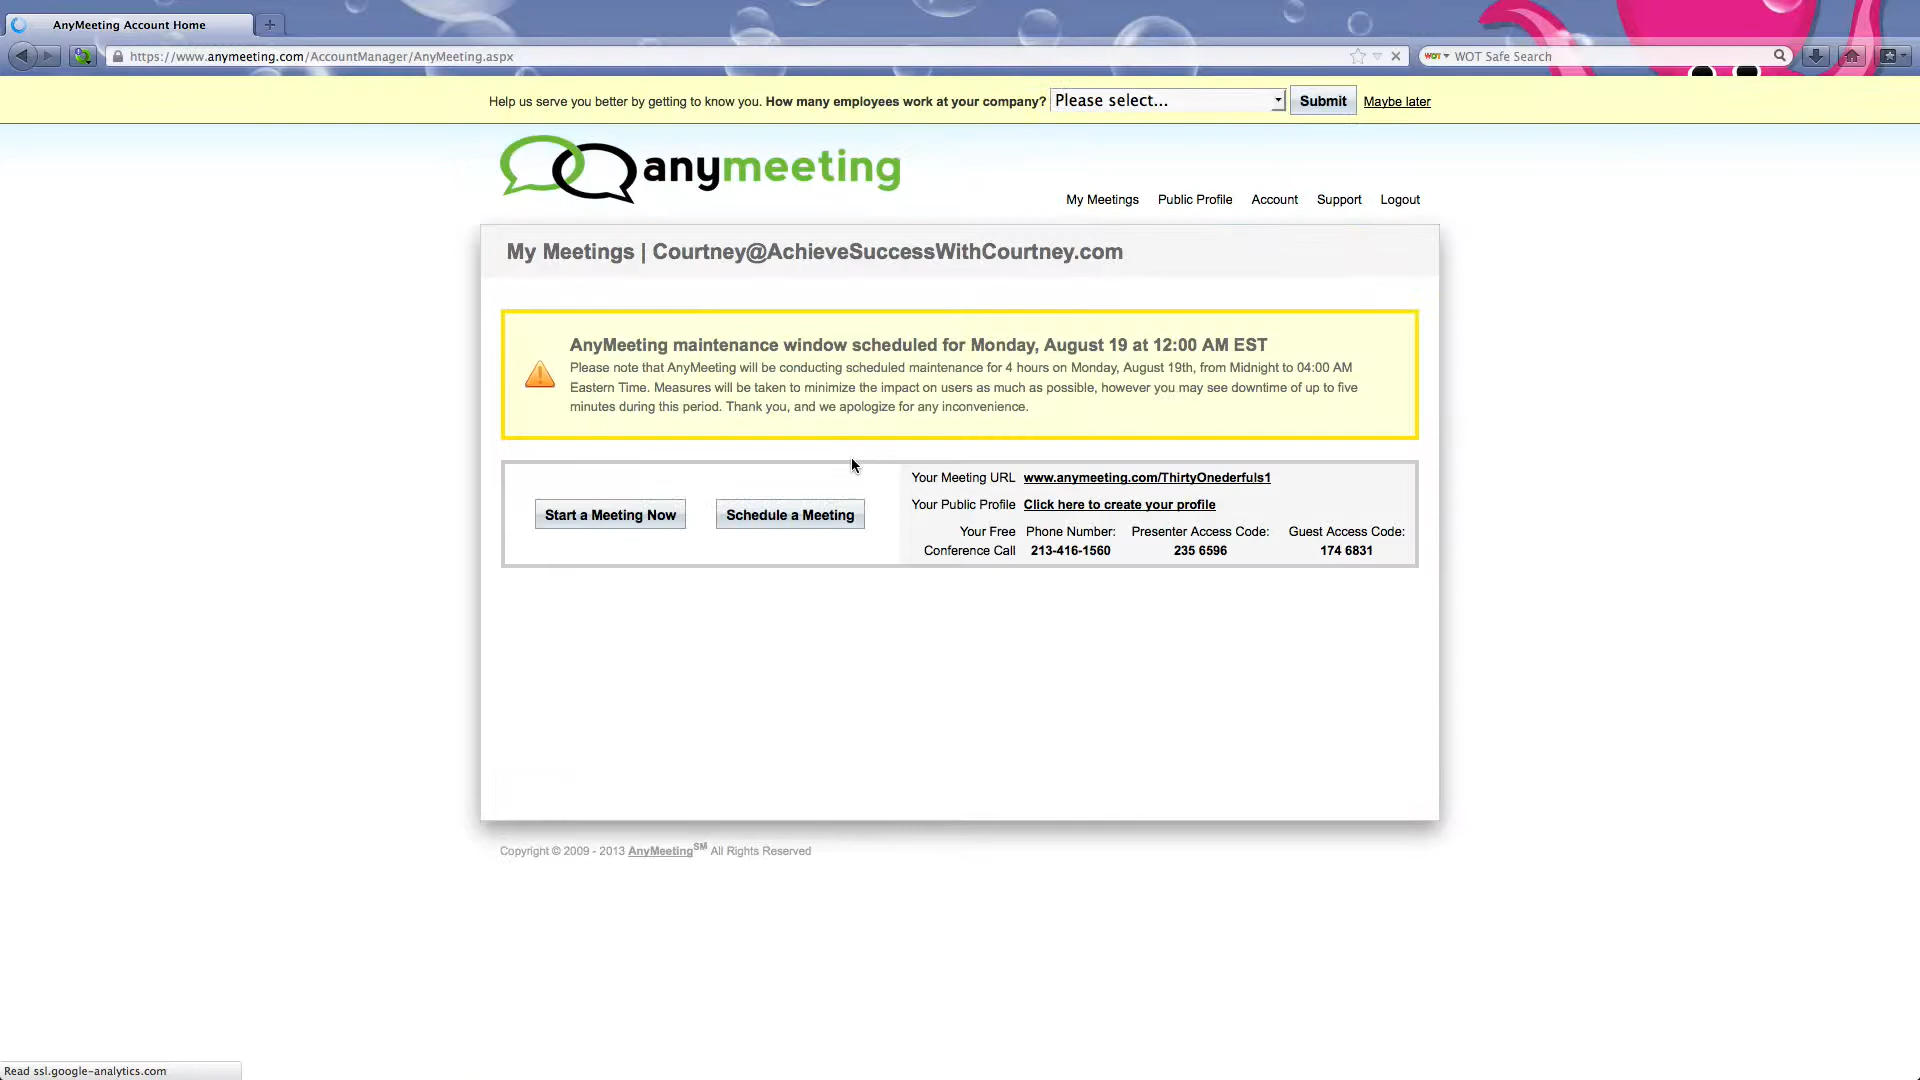 AnyMeeting Account Home
https://www.anymeeting.com/AccountManager/AnyMeeting.aspx
WOT WOT Safe Search
Help us serve you better by getting to know you. How many employees work at your company? Please select... Submit Maybe later
anymeeting
My Meetings Public Profile Account Support Logout
My Meetings | Courtney@AchieveSuccessWithCourtney.com
AnyMeeting maintenance window scheduled for Monday, August 19 at 12:00 AM EST
Please note that AnyMeeting will be conducting scheduled maintenance for 4 hours on Monday, August 19th, from Midnight to 04:00 AM
Eastern Time. Measures will be taken to minimize the impact on users as much as possible, however you may see downtime of up to five
minutes during this period. Thank you, and we apologize for any inconvenience.
Start a Meeting Now Schedule a Meeting
Your Meeting URL www.anymeeting.com/ThirtyOnederfuls1
Your Public Profile Click here to create your profile
Your Free Phone Number: Presenter Access Code: Guest Access Code:
Conference Call 213-416-1560 235 6596 174 6831
Copyright © 2009 - 2013 AnyMeeting SM All Rights Reserved
Read ssl.google-analytics.com